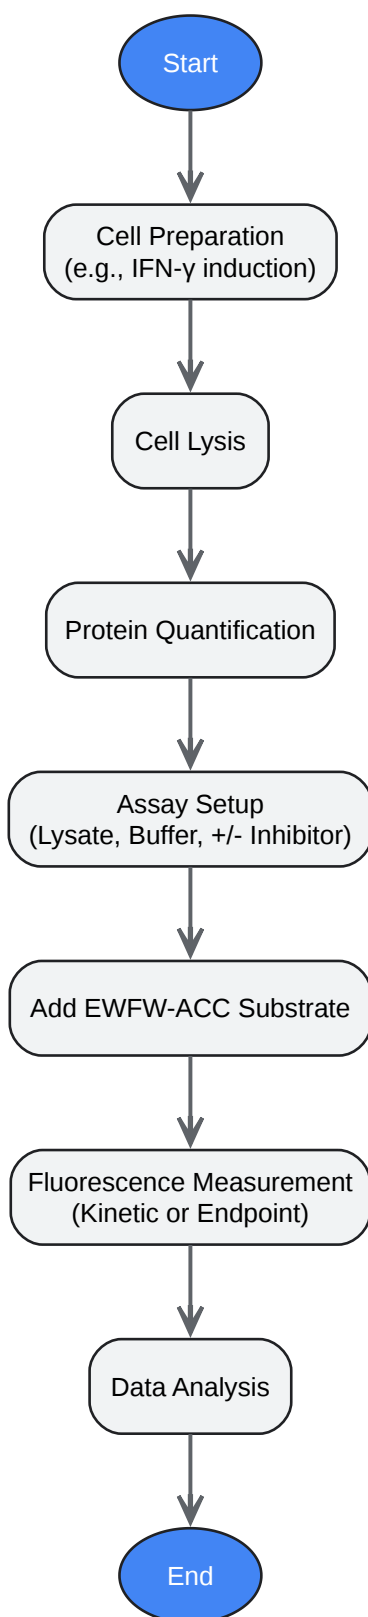 Start
Cell Preparation
(e.g., IFN-γ induction)
Cell Lysis
Protein Quantification
Assay Setup
(Lysate, Buffer, +/- Inhibitor)
Add EWFW-ACC Substrate
Fluorescence Measurement
(Kinetic or Endpoint)
Data Analysis
End